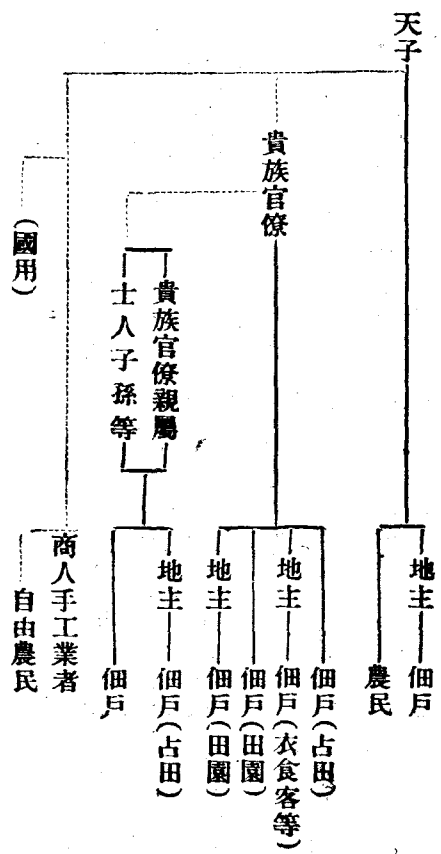 天子
地主
佃戶
農民
貴族官僚
佃戶(占田)
地主
佃戶(衣食客等)
佃戶(田園)
地主
佃戶(田園)
貴族官僚親屬
士人子孫等
地主
佃戶(占田)
佃戶
商人手工業者
自由農民
(國用)